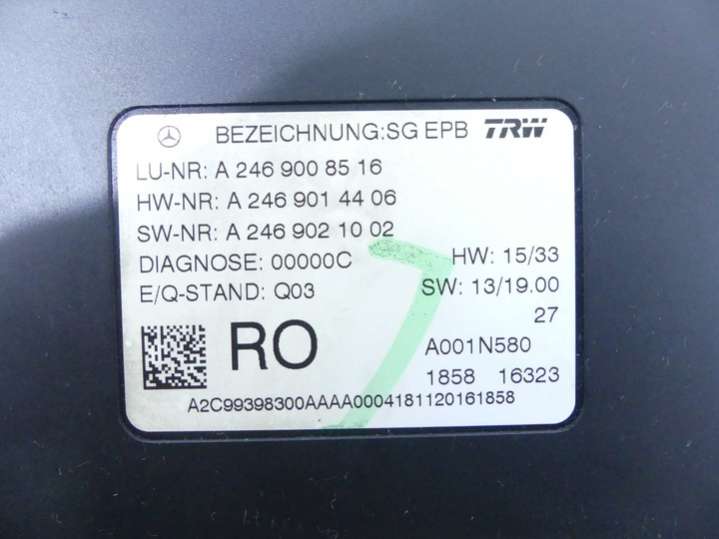 BEZEICHNUNG:SG EPB TRW
LU-NR: A 246 900 85 16
HW-NR: A 246 901 44 06
SW-NR: A 246 902 10 02
DIAGNOSE: 00000C HW: 15/33
E/Q-STAND: Q03 SW: 13/19.00
27
RO A001N580
1858 16323
A2C99398300AAAA0004181120161858